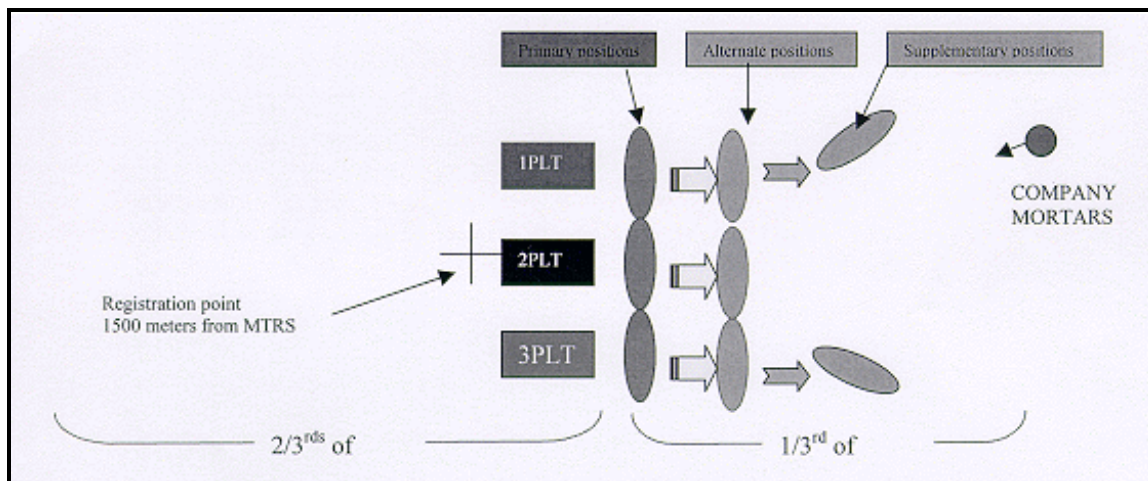 Primary positions
Alternate positions
Supplementary positions
1PLT
COMPANY
MORTARS
2PLT
Registration point
1500 meters from MTRS
3PLT
2/3rds of
1/3rd of